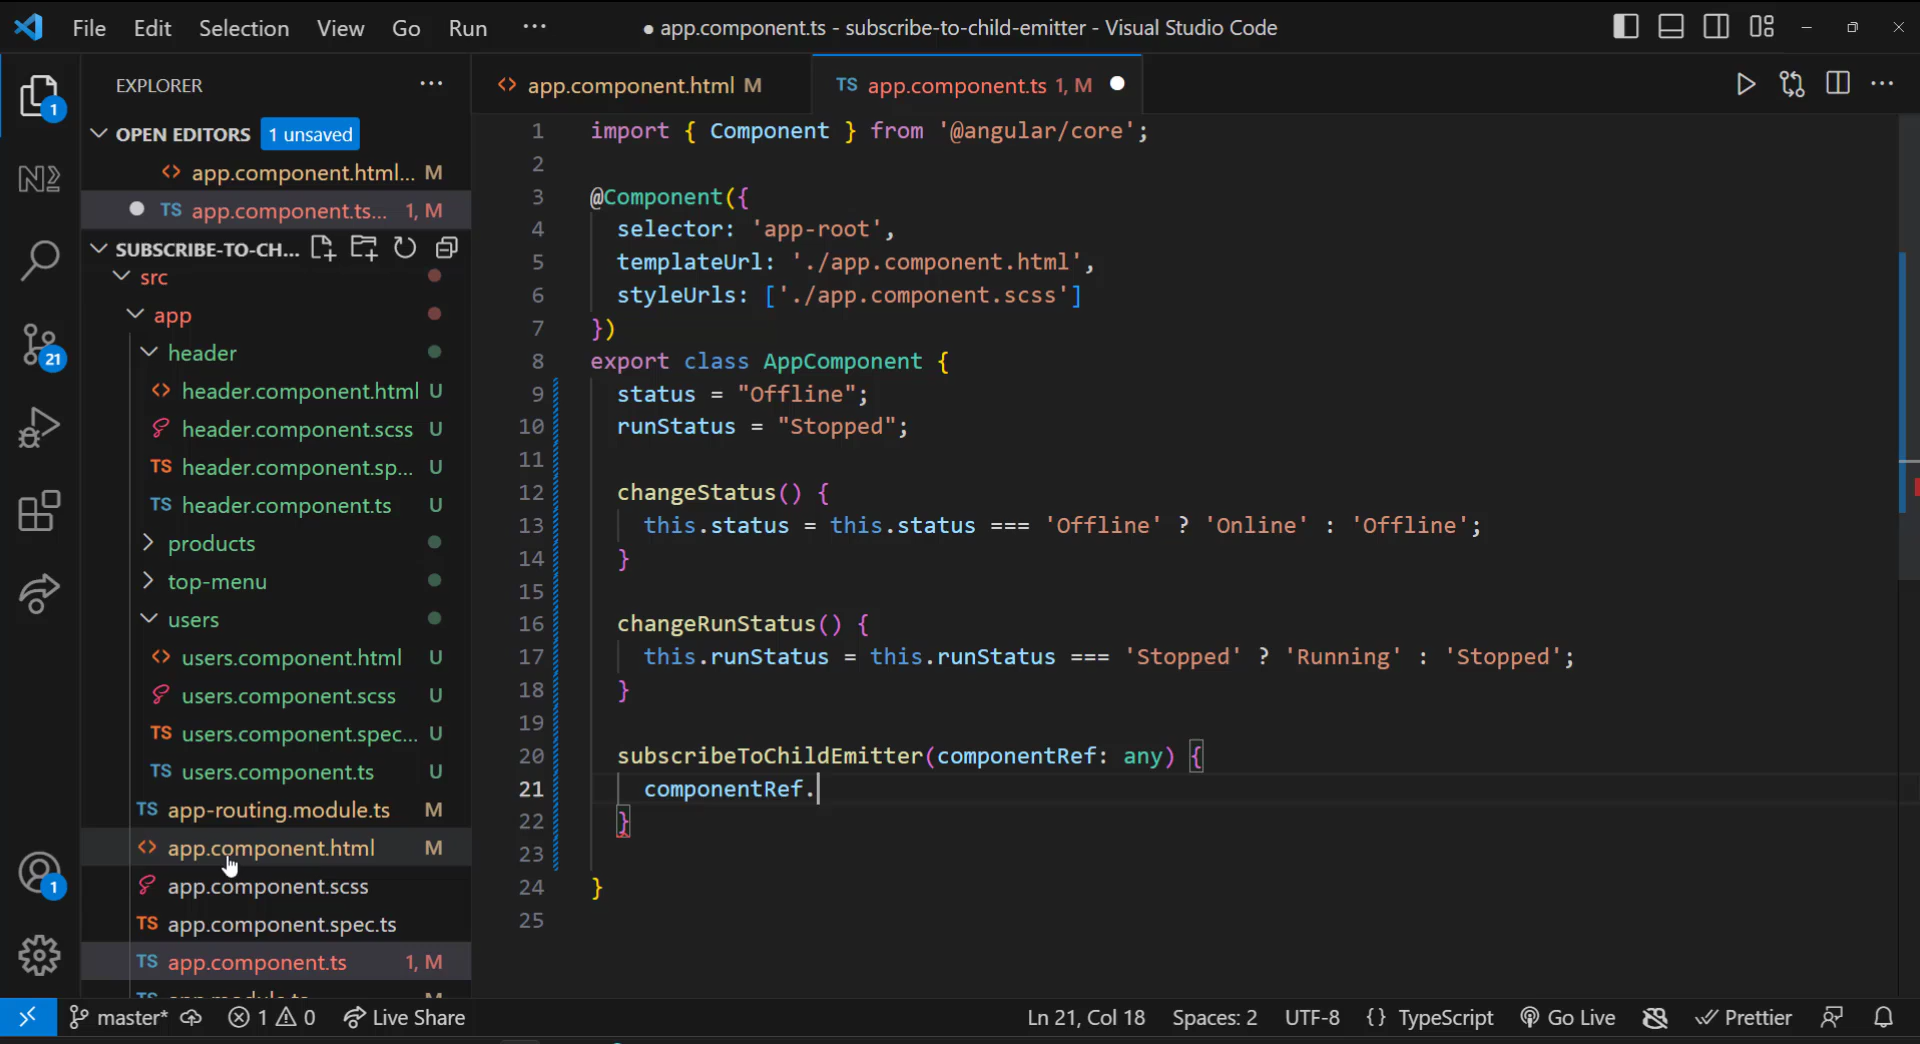 File Edit Selection View Go Run ···
● app.component.ts - subscribe-to-child-emitter - Visual Studio Code
EXPLORER
OPEN EDITORS 1 unsaved
<> app.component.html... M
TS app.component.ts... 1, M
SUBSCRIBE-TO-CH...
src
app
header
<> header.component.html U
header.component.scss U
TS header.component.sp... U
TS header.component.ts U
products
top-menu
users
<> users.component.html U
users.component.scss U
TS users.component.spec... U
TS users.component.ts U
TS app-routing.module.ts M
<> app.component.html M
app.component.scss
TS app.component.spec.ts
TS app.component.ts 1, M
1
21
1
<> app.component.html M
TS app.component.ts 1, M
1 import { Component } from '@angular/core';
2
3 @Component({
4 selector: 'app-root',
5 templateUrl: './app.component.html',
6 styleUrls: ['./app.component.scss']
7 })
8 export class AppComponent {
9 status = "Offline";
10 runStatus = "Stopped";
11
12 changeStatus() {
13 this.status = this.status === 'Offline' ? 'Online' : 'Offline';
14 }
15
16 changeRunStatus() {
17 this.runStatus = this.runStatus === 'Stopped' ? 'Running' : 'Stopped';
18 }
19
20 subscribeToChildEmitter(componentRef: any) {
21 componentRef.
22 }
23
24 }
25
master* 1 0 Live Share
Ln 21, Col 18 Spaces: 2 UTF-8 {} TypeScript Go Live Prettier